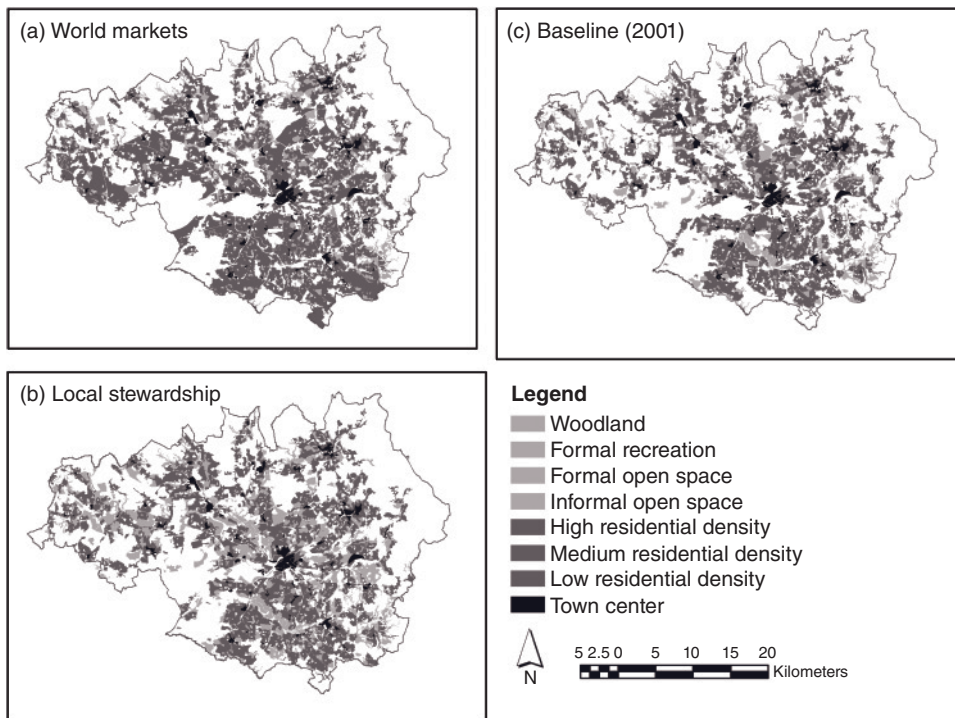 (a) World markets
(c) Baseline (2001)
(b) Local stewardship
Legend
Woodland
Formal recreation
Formal open space
Informal open space
High residential density
Medium residential density
Low residential density
Town center
N
5 2.5 0 5 10 15 20
Kilometers